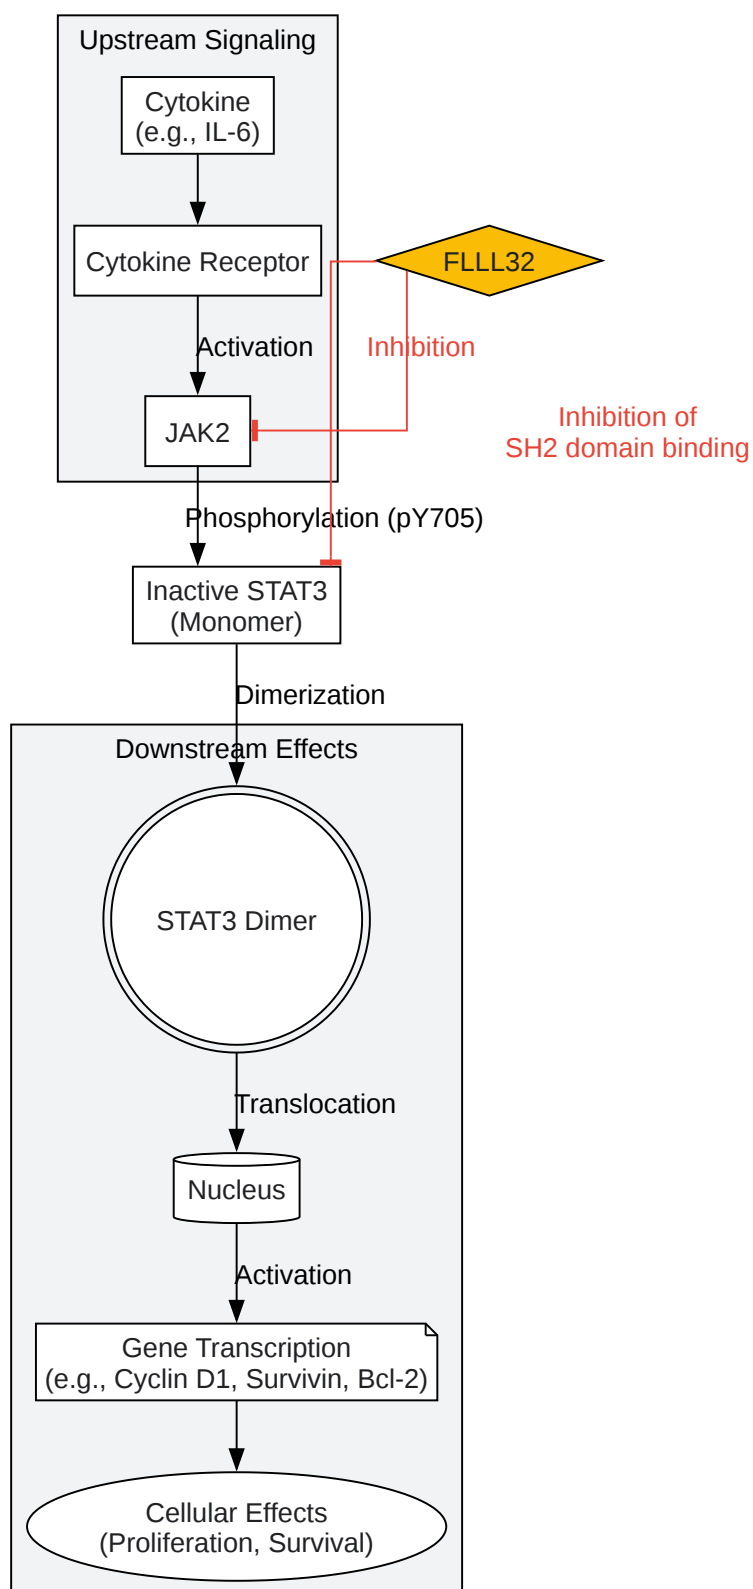 Upstream Signaling
Cytokine
(e.g., IL-6)
Cytokine Receptor
FLLL32
Activation
Inhibition
JAK2
Inhibition of
SH2 domain binding
Phosphorylation (pY705)
Inactive STAT3
(Monomer)
Dimerization
Downstream Effects
STAT3 Dimer
Translocation
Nucleus
Activation
Gene Transcription
(e.g., Cyclin D1, Survivin, Bcl-2)
Cellular Effects
(Proliferation, Survival)